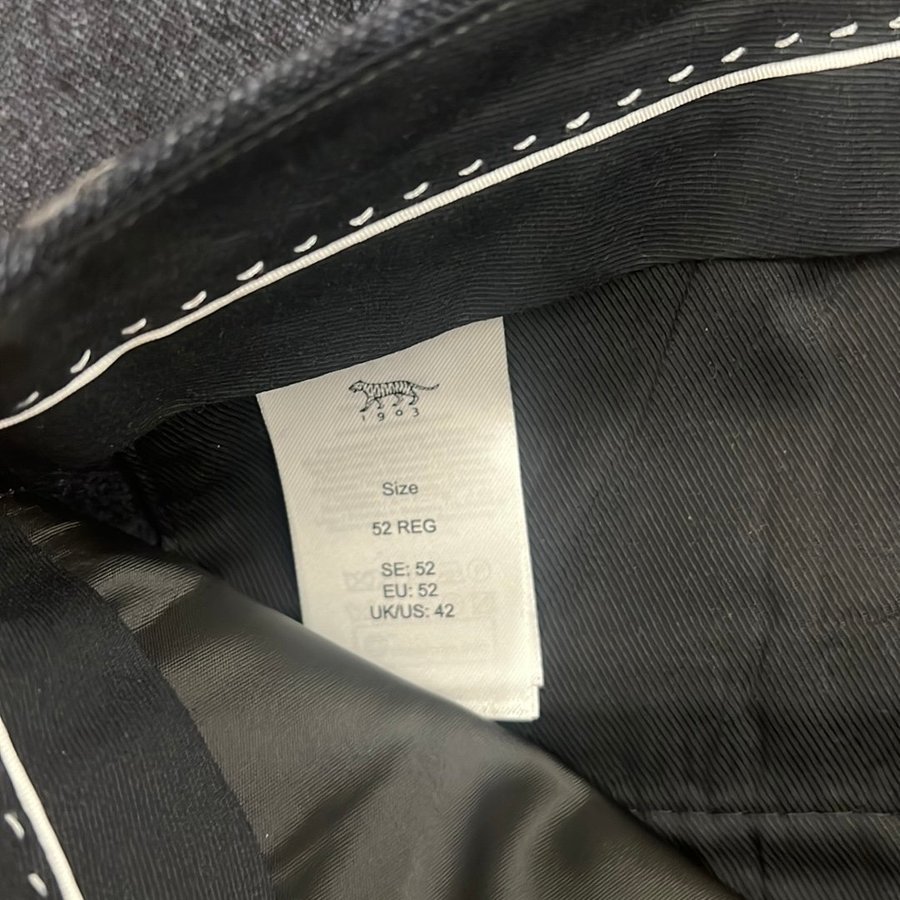 1903
Size
52 REG
SE: 52
EU: 52
UK/US: 42